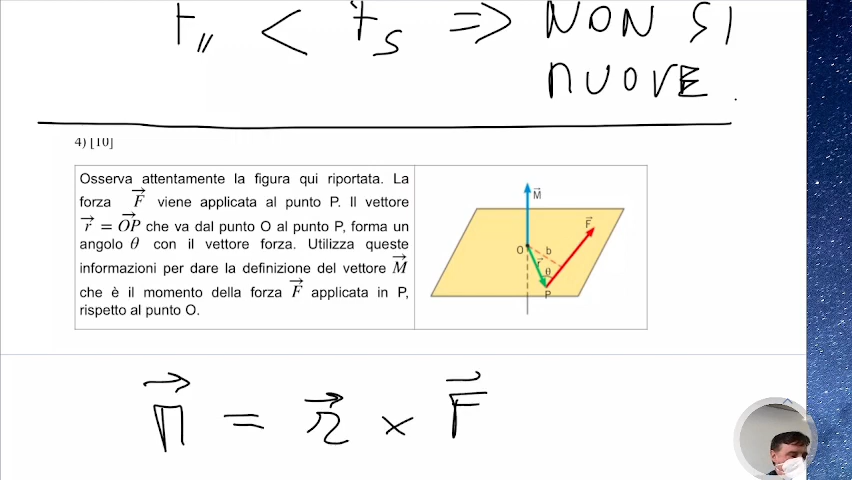 F// < Fs => NON SI
MUOVE.
4) [10]
Osserva attentamente la figura qui riportata. La
forza F⃗ viene applicata al punto P. Il vettore
r⃗ = OP⃗ che va dal punto O al punto P, forma un
angolo θ con il vettore forza. Utilizza queste
informazioni per dare la definizione del vettore M⃗
che è il momento della forza F⃗ applicata in P,
rispetto al punto O.
M⃗
F⃗
O
b
r⃗
θ
P
M⃗ = r⃗ × F⃗